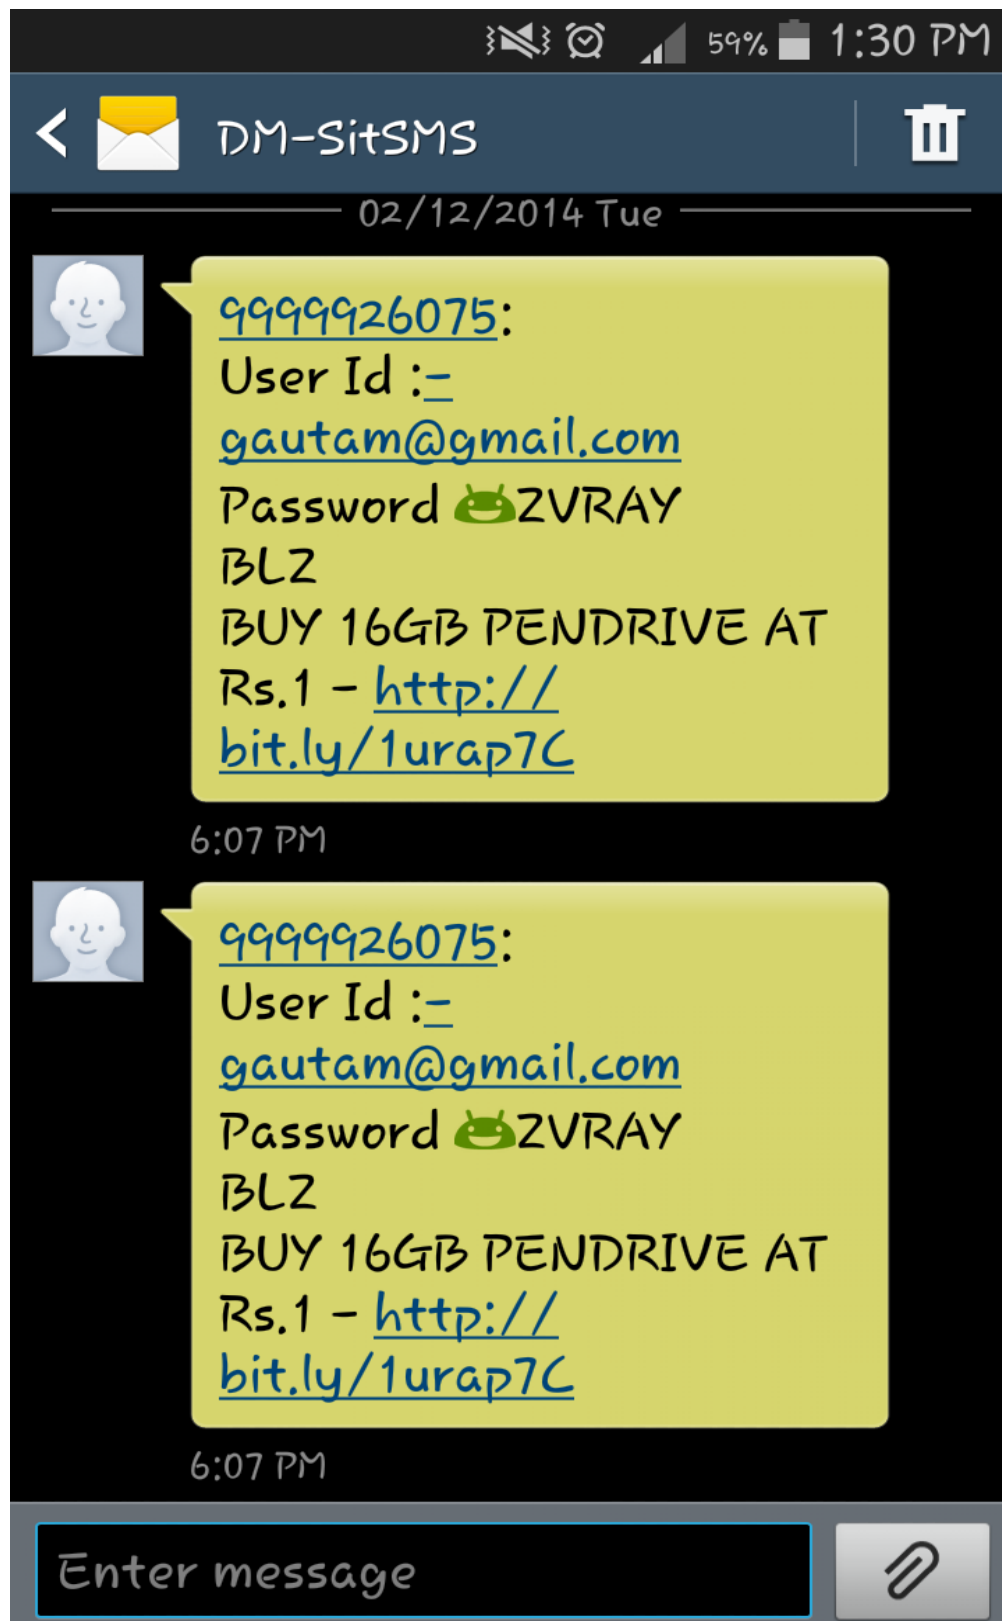 59% 1:30 PM
DM-SitSMS
02/12/2014 Tue
9999926075:
User Id :-
gautam@gmail.com
Password ZVRAY
BLZ
BUY 16GB PENDRIVE AT
Rs.1 - http://
bit.ly/1urap7C
6:07 PM
9999926075:
User Id :-
gautam@gmail.com
Password ZVRAY
BLZ
BUY 16GB PENDRIVE AT
Rs.1 - http://
bit.ly/1urap7C
6:07 PM
Enter message